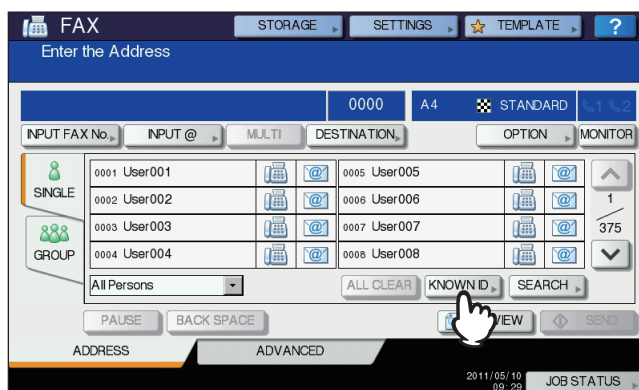 FAX STORAGE SETTINGS TEMPLATE ?
Enter the Address
0000 A4 STANDARD 1 2
INPUT FAX No. INPUT @ MULTI DESTINATION OPTION MONITOR
SINGLE
GROUP
0001 User001 @ 0005 User005 @
0002 User002 @ 0006 User006 @
0003 User003 @ 0007 User007 @
0004 User004 @ 0008 User008 @
1
375
All Persons ALL CLEAR KNOWN ID SEARCH
PAUSE BACK SPACE VIEW SEND
ADDRESS ADVANCED
2011/05/10
09:29 JOB STATUS